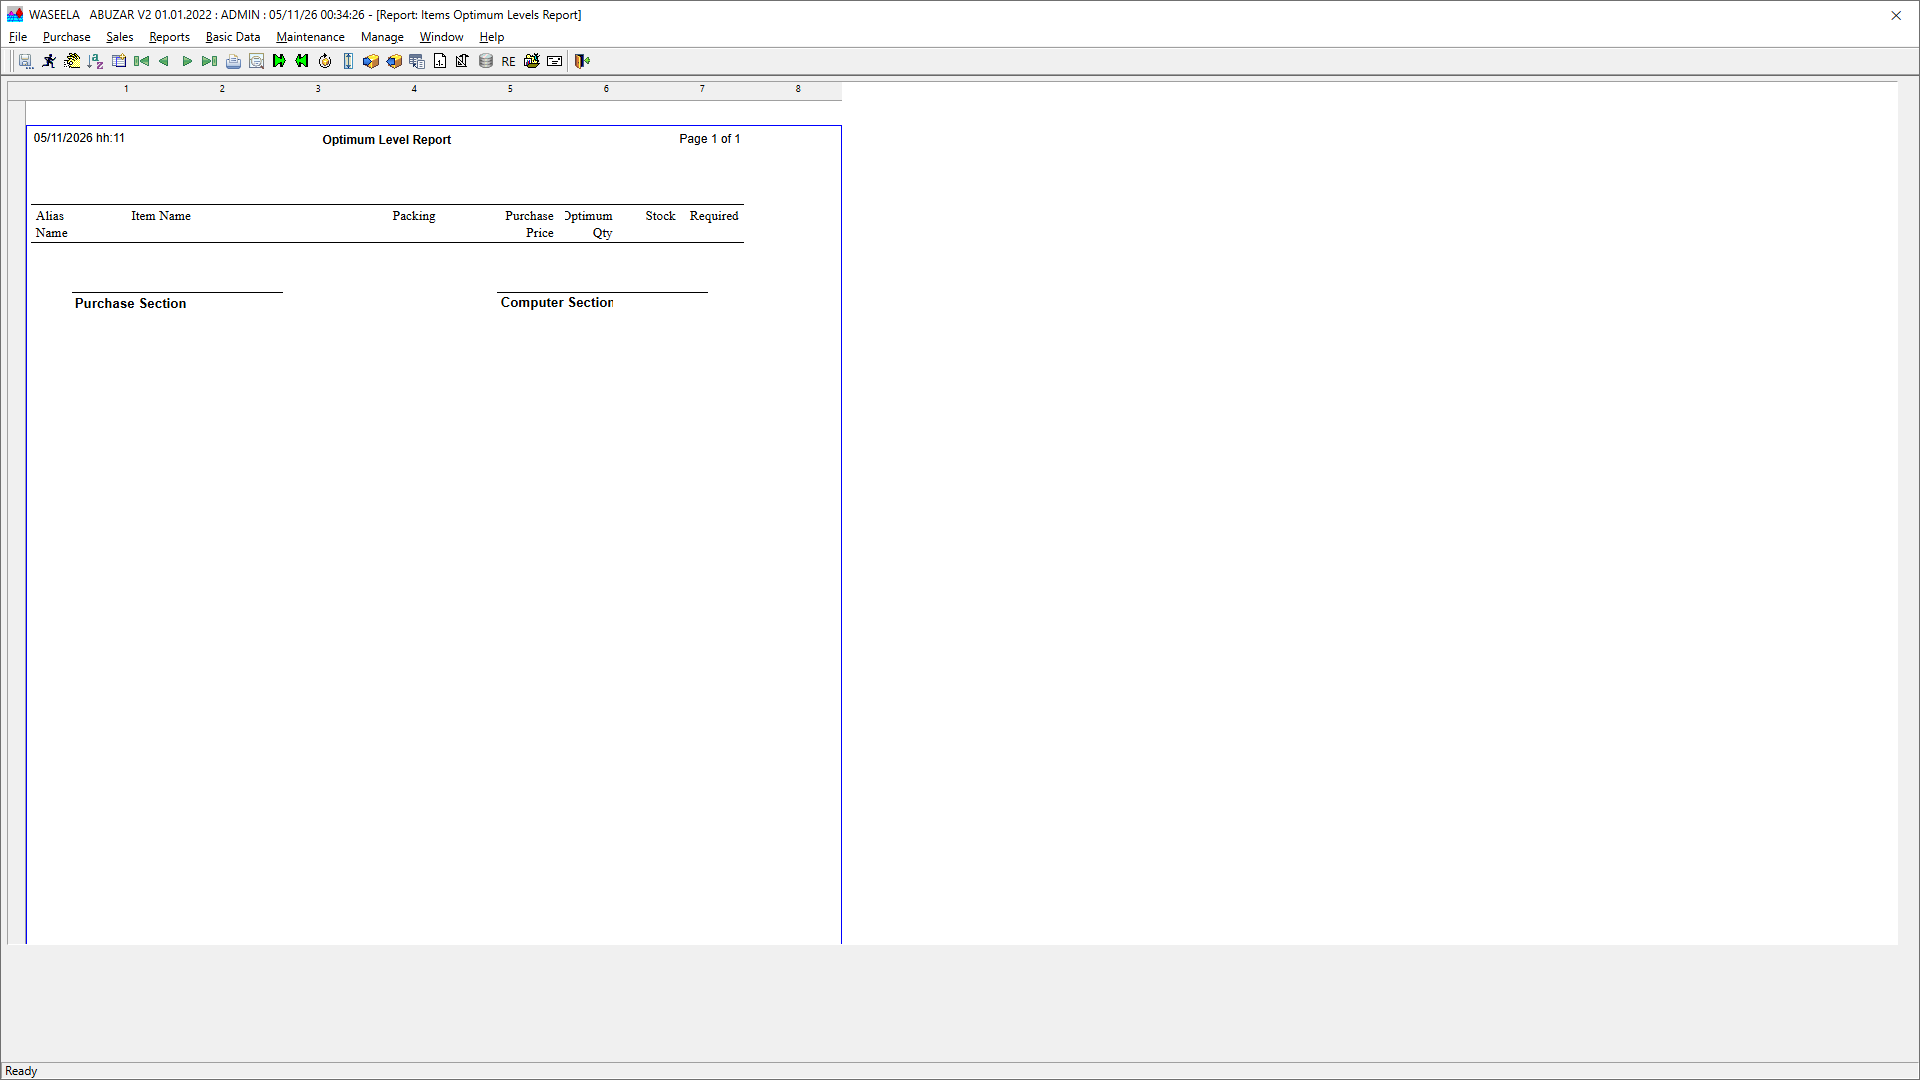 WASEELA   ABUZAR V2 01.01.2022 : ADMIN : 05/11/26 00:34:26 - [Report: Items Optimum Levels Report]
File Purchase Sales Reports Basic Data Maintenance Manage Window Help
RE
1 2 3 4 5 6 7 8
05/11/2026 hh:11 Optimum Level Report Page 1 of 1
Alias Item Name Packing Purchase Optimum Stock Required
Name Price Qty
Purchase Section Computer Section
Ready